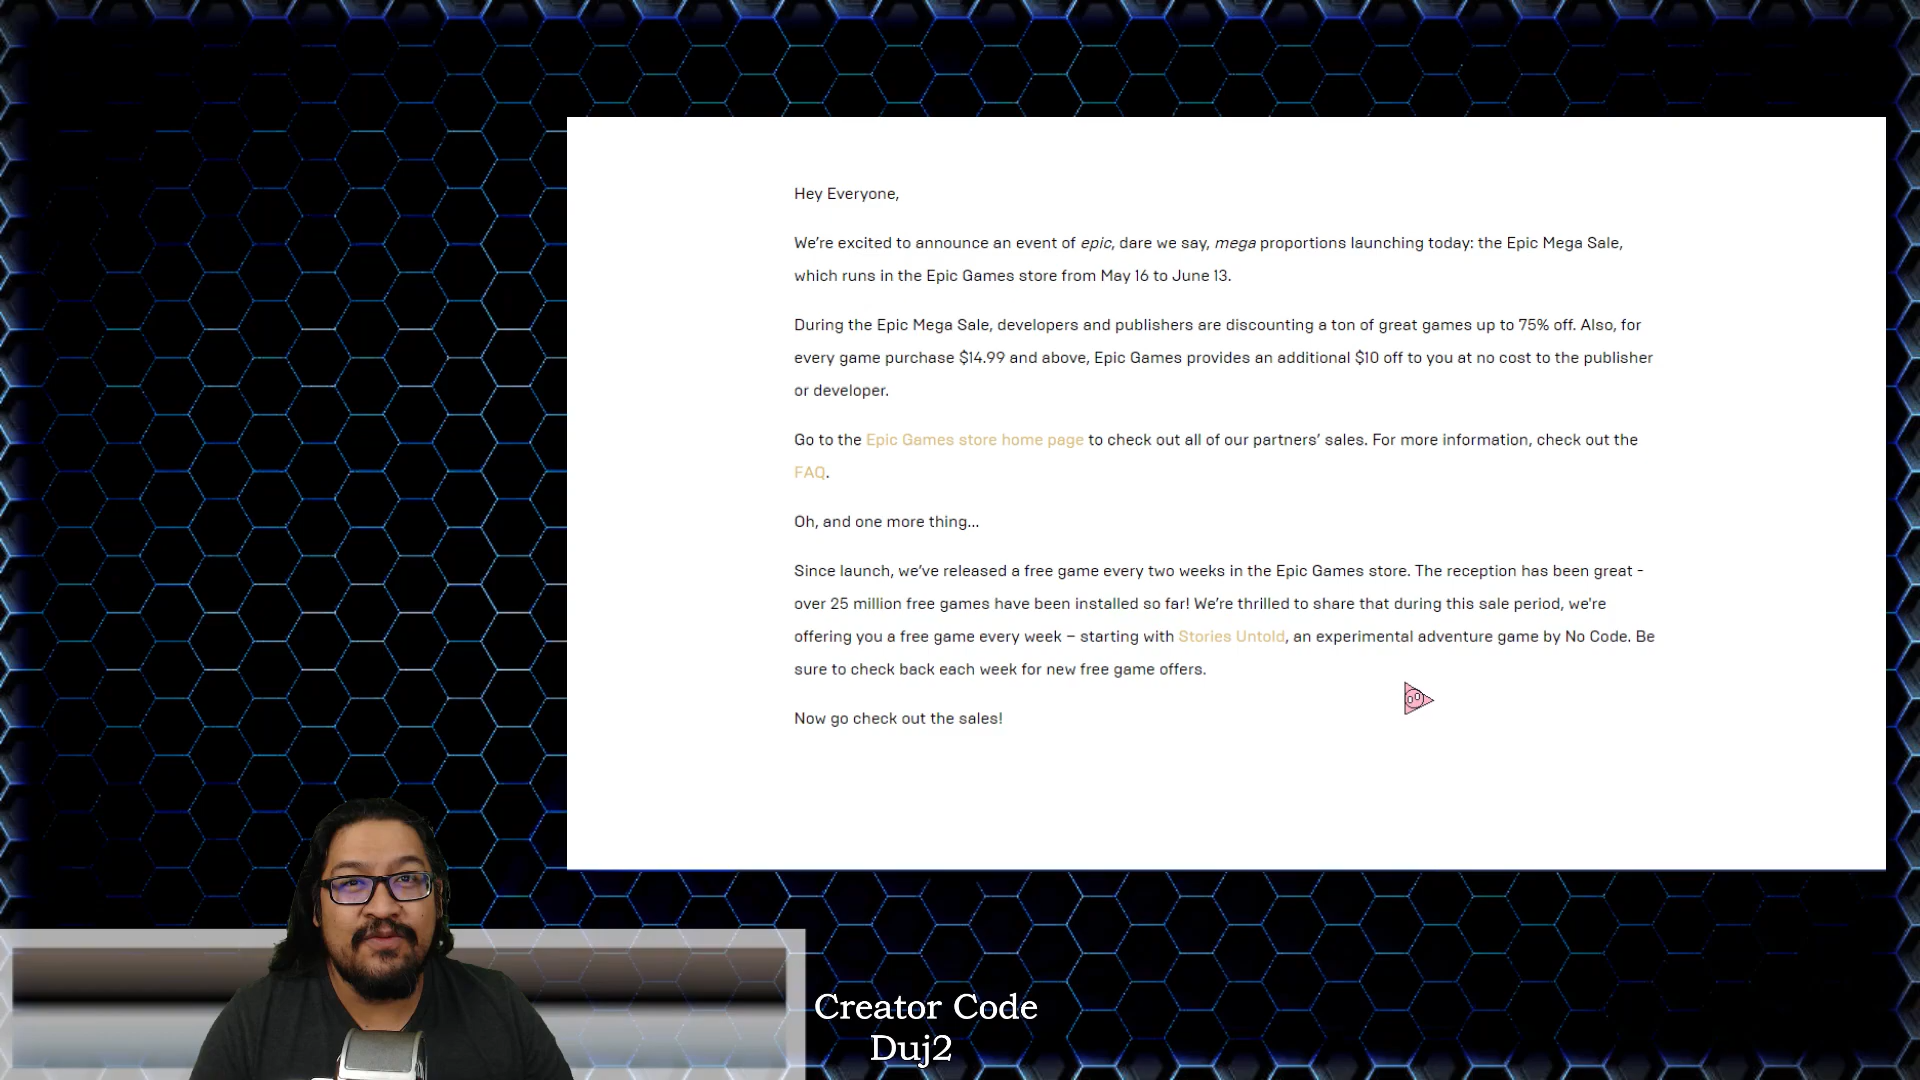 Hey Everyone,
We’re excited to announce an event of epic, dare we say, mega proportions launching today: the Epic Mega Sale,
which runs in the Epic Games store from May 16 to June 13.
During the Epic Mega Sale, developers and publishers are discounting a ton of great games up to 75% off. Also, for
every game purchase $14.99 and above, Epic Games provides an additional $10 off to you at no cost to the publisher
or developer.
Go to the Epic Games store home page to check out all of our partners’ sales. For more information, check out the
FAQ.
Oh, and one more thing...
Since launch, we’ve released a free game every two weeks in the Epic Games store. The reception has been great -
over 25 million free games have been installed so far! We’re thrilled to share that during this sale period, we're
offering you a free game every week – starting with Stories Untold, an experimental adventure game by No Code. Be
sure to check back each week for new free game offers.
Now go check out the sales!
Creator Code
Duj2